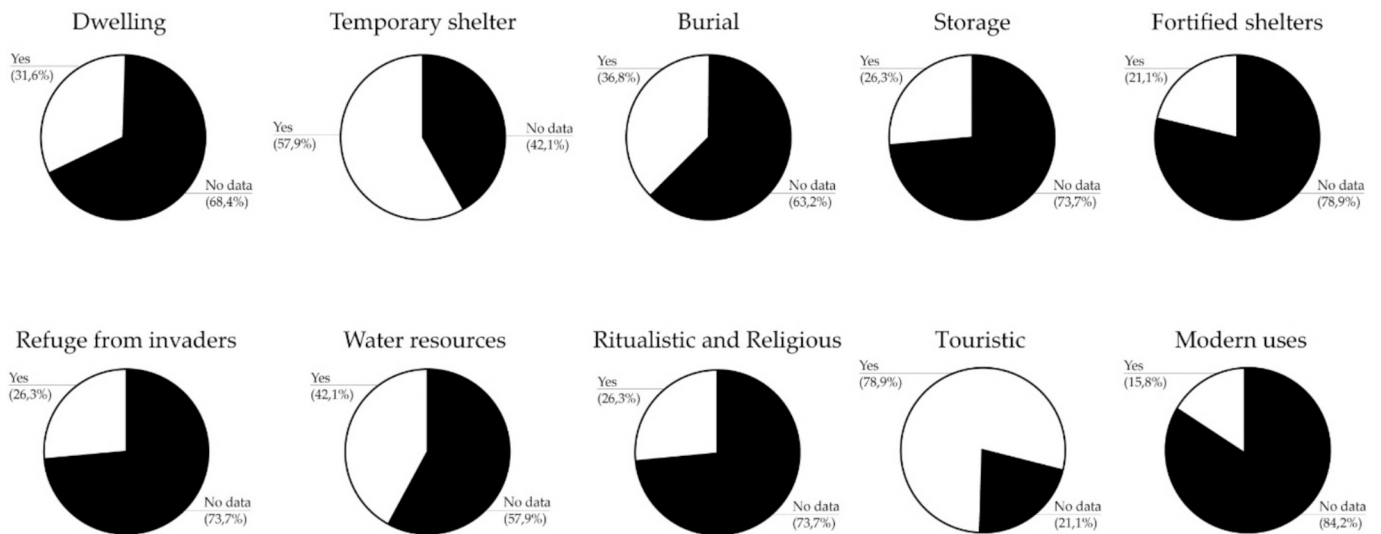 Dwelling
Yes
(31,6%)
No data
(68,4%)
Temporary shelter
Yes
(57,9%)
No data
(42,1%)
Burial
Yes
(36,8%)
No data
(63,2%)
Storage
Yes
(26,3%)
No data
(73,7%)
Fortified shelters
Yes
(21,1%)
No data
(78,9%)
Refuge from invaders
Yes
(26,3%)
No data
(73,7%)
Water resources
Yes
(42,1%)
No data
(57,9%)
Ritualistic and Religious
Yes
(26,3%)
No data
(73,7%)
Touristic
Yes
(78,9%)
No data
(21,1%)
Modern uses
Yes
(15,8%)
No data
(84,2%)